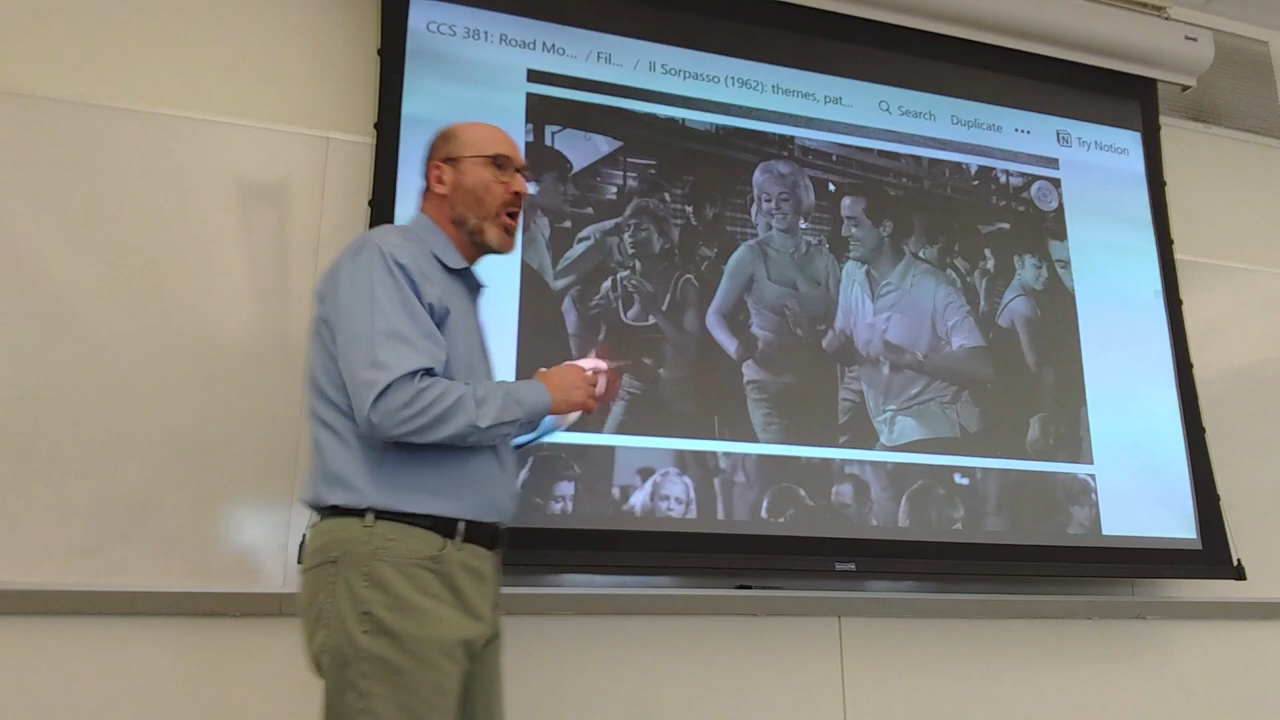 CCS 381: Road Mo... / Fil... / Il Sorpasso (1962): themes, pat... Search Duplicate ••• Try Notion